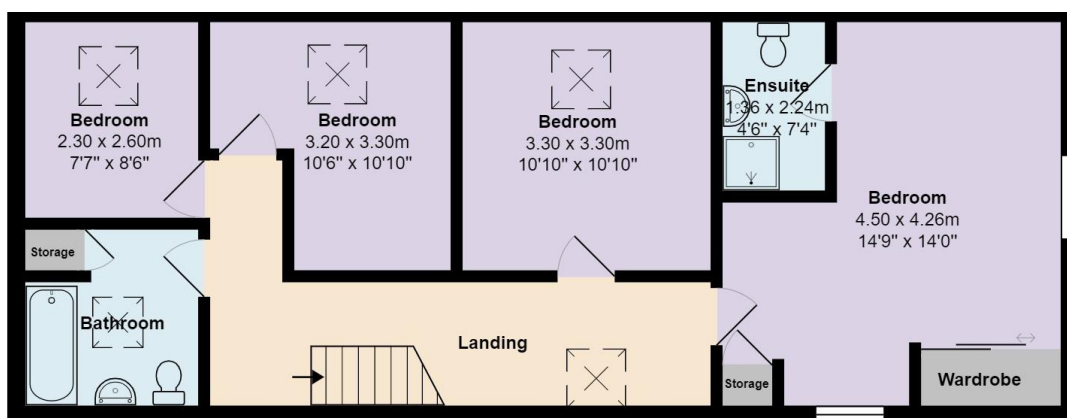 Bedroom
2.30 x 2.60m
7'7" x 8'6"
Bedroom
3.20 x 3.30m
10'6" x 10'10"
Bedroom
3.30 x 3.30m
10'10" x 10'10"
Ensuite
1.36 x 2.24m
4'6" x 7'4"
Bedroom
4.50 x 4.26m
14'9" x 14'0"
Storage
Bathroom
Landing
Storage
Wardrobe